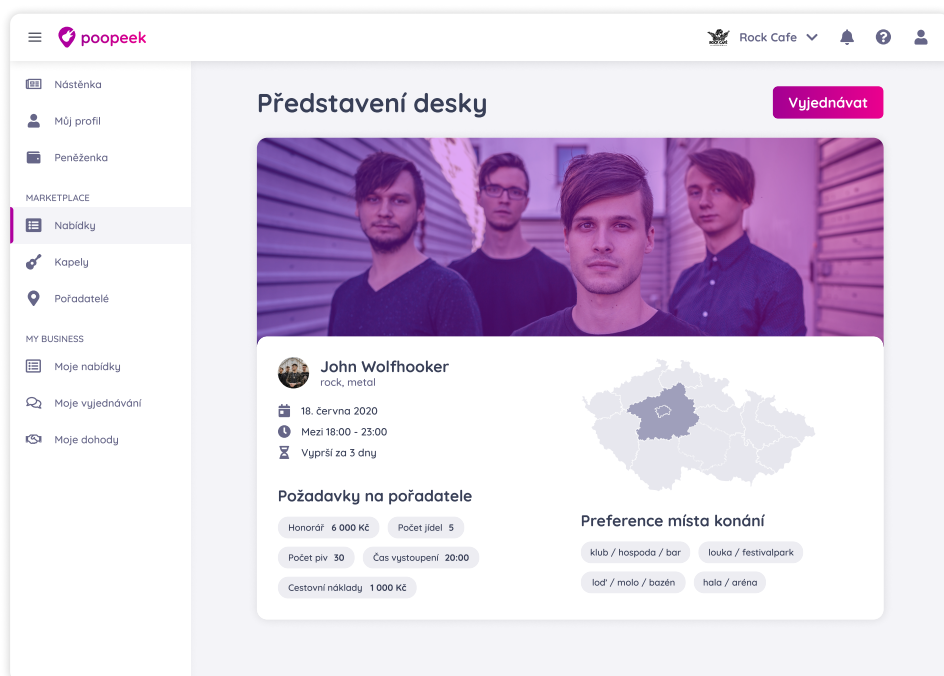 poopeek
Rock Cafe
Nástěnka
Můj profil
Peněženka
MARKETPLACE
Nabídky
Kapely
Pořadatelé
MY BUSINESS
Moje nabídky
Moje vyjednávání
Moje dohody
Představení desky
Vyjednávat
John Wolfhooker
rock, metal
18. června 2020
Mezi 18:00 - 23:00
Vyprší za 3 dny
Požadavky na pořadatele
Honorář 6 000 Kč
Počet jídel 5
Počet piv 30
Čas vystoupení 20:00
Cestovní náklady 1 000 Kč
Preference místa konání
klub / hospoda / bar
louka / festivalpark
loď / molo / bazén
hala / aréna